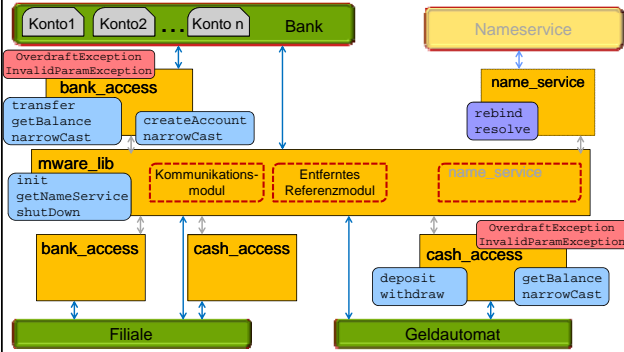 Konto1 Konto2 ... Konto n Bank
Nameservice
OverdraftException
InvalidParamException
bank_access
transfer
getBalance
narrowCast
createAccount
narrowCast
name_service
rebind
resolve
mware_lib
init
getNameService
shutDown
Kommunikations-
modul
Entferntes
Referenzmodul
name_service
bank_access
cash_access
OverdraftException
InvalidParamException
cash_access
deposit
withdraw
getBalance
narrowCast
Filiale
Geldautomat